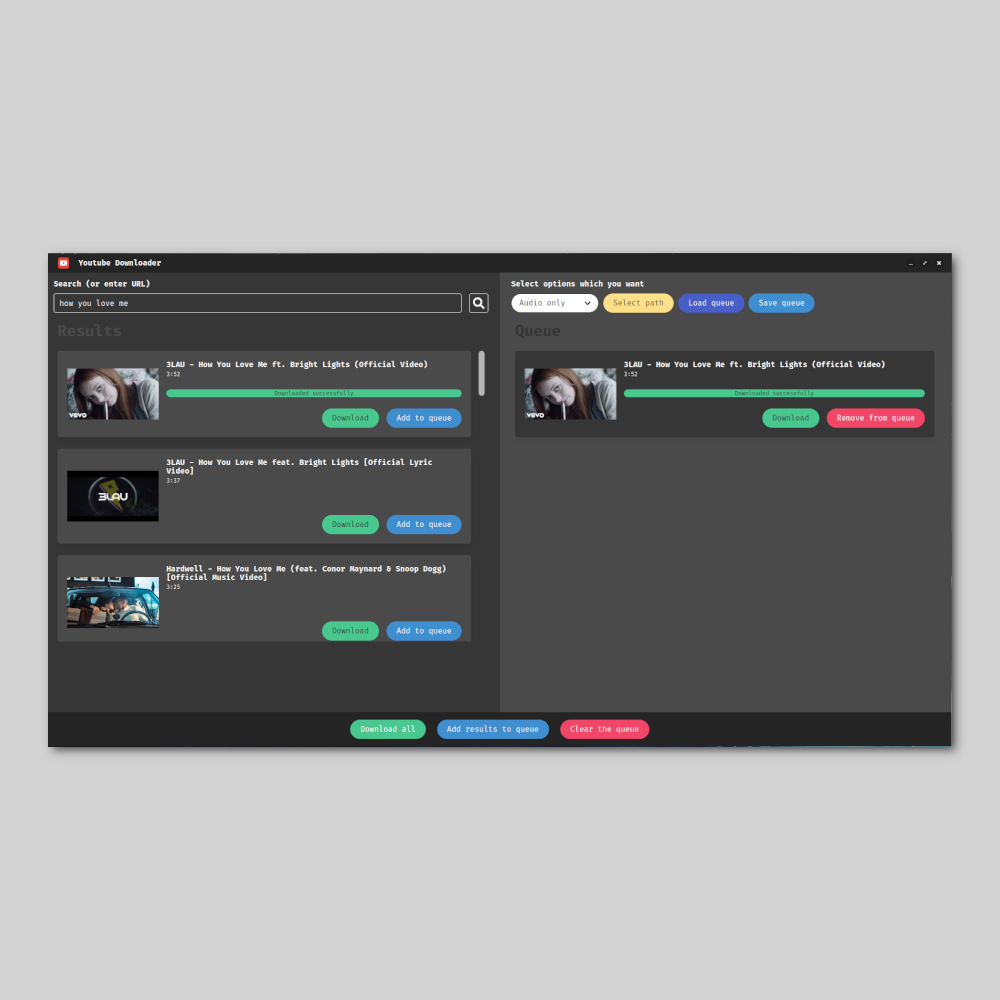 Youtube Downloader
Search (or enter URL)
how you love me
Results
3LAU - How You Love Me ft. Bright Lights (Official Video)
3:52
Downloaded successfully
vevo
Download
Add to queue
3LAU - How You Love Me feat. Bright Lights [Official Lyric
Video]
3:37
3LAU
Download
Add to queue
Hardwell - How You Love Me (feat. Conor Maynard & Snoop Dogg)
[Official Music Video]
3:25
Download
Add to queue
Select options which you want
Audio only
Select path
Load queue
Save queue
Queue
3LAU - How You Love Me ft. Bright Lights (Official Video)
3:52
Downloaded successfully
vevo
Download
Remove from queue
Download all
Add results to queue
Clear the queue